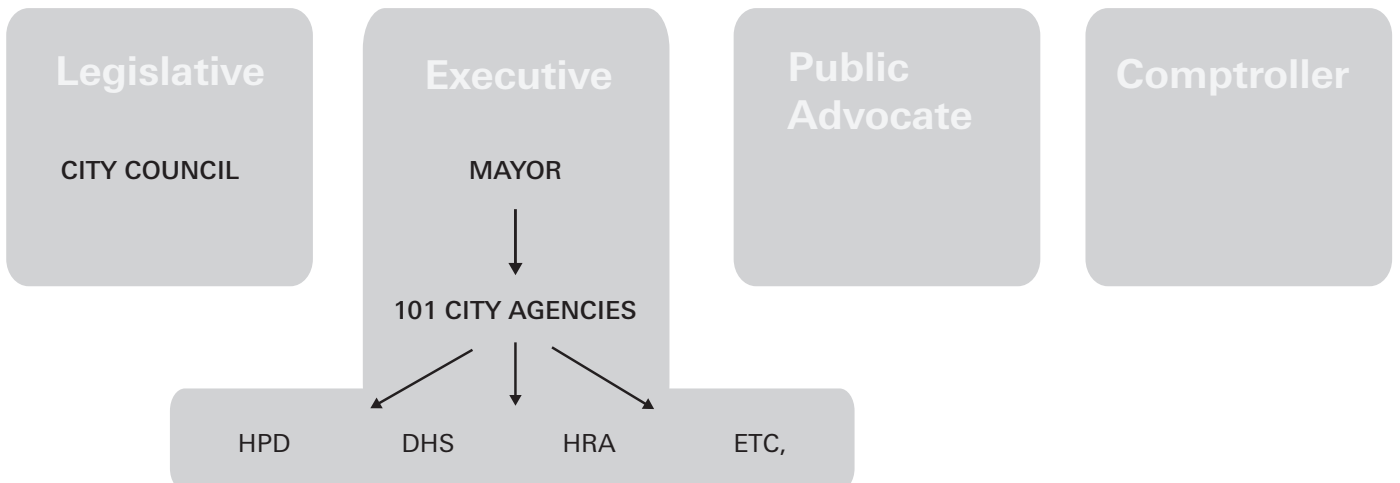 Legislative
CITY COUNCIL
Executive
MAYOR
101 CITY AGENCIES
HPD DHS HRA ETC,
Public
Advocate
Comptroller